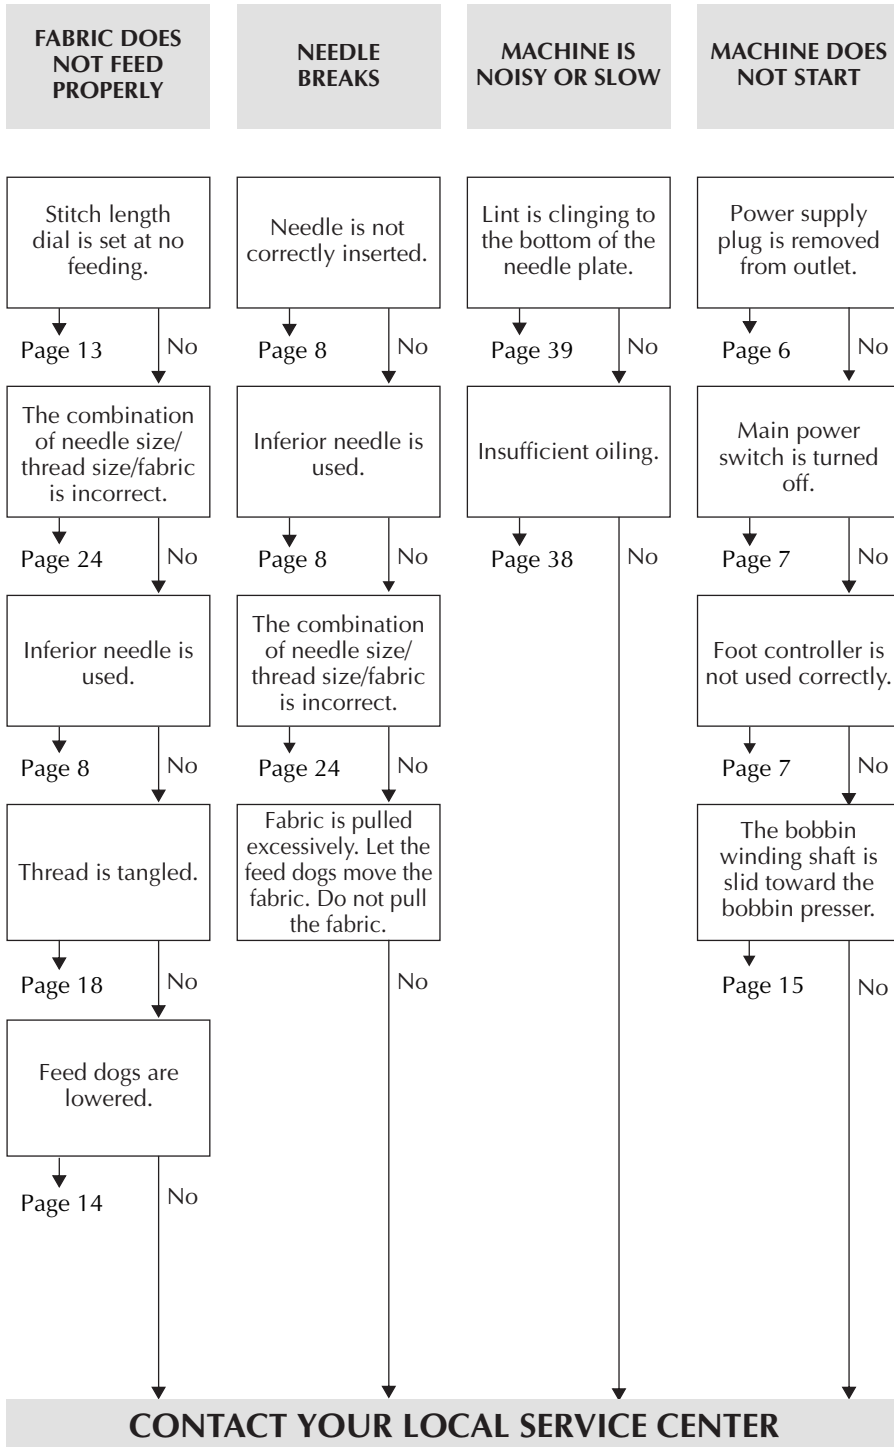 FABRIC DOES
NOT FEED
PROPERLY
NEEDLE
BREAKS
MACHINE IS
NOISY OR SLOW
MACHINE DOES
NOT START
Stitch length
dial is set at no
feeding.
Page 13
No
The combination
of needle size/
thread size/fabric
is incorrect.
Page 24
No
Inferior needle is
used.
Page 8
No
Thread is tangled.
Page 18
No
Feed dogs are
lowered.
Page 14
No
Needle is not
correctly inserted.
Page 8
No
Inferior needle is
used.
Page 8
No
The combination
of needle size/
thread size/fabric
is incorrect.
Page 24
No
Fabric is pulled
excessively. Let the
feed dogs move the
fabric. Do not pull
the fabric.
No
Lint is clinging to
the bottom of the
needle plate.
Page 39
No
Insufficient oiling.
Page 38
No
Power supply
plug is removed
from outlet.
Page 6
No
Main power
switch is turned
off.
Page 7
No
Foot controller is
not used correctly.
Page 7
No
The bobbin
winding shaft is
slid toward the
bobbin presser.
Page 15
No
CONTACT YOUR LOCAL SERVICE CENTER